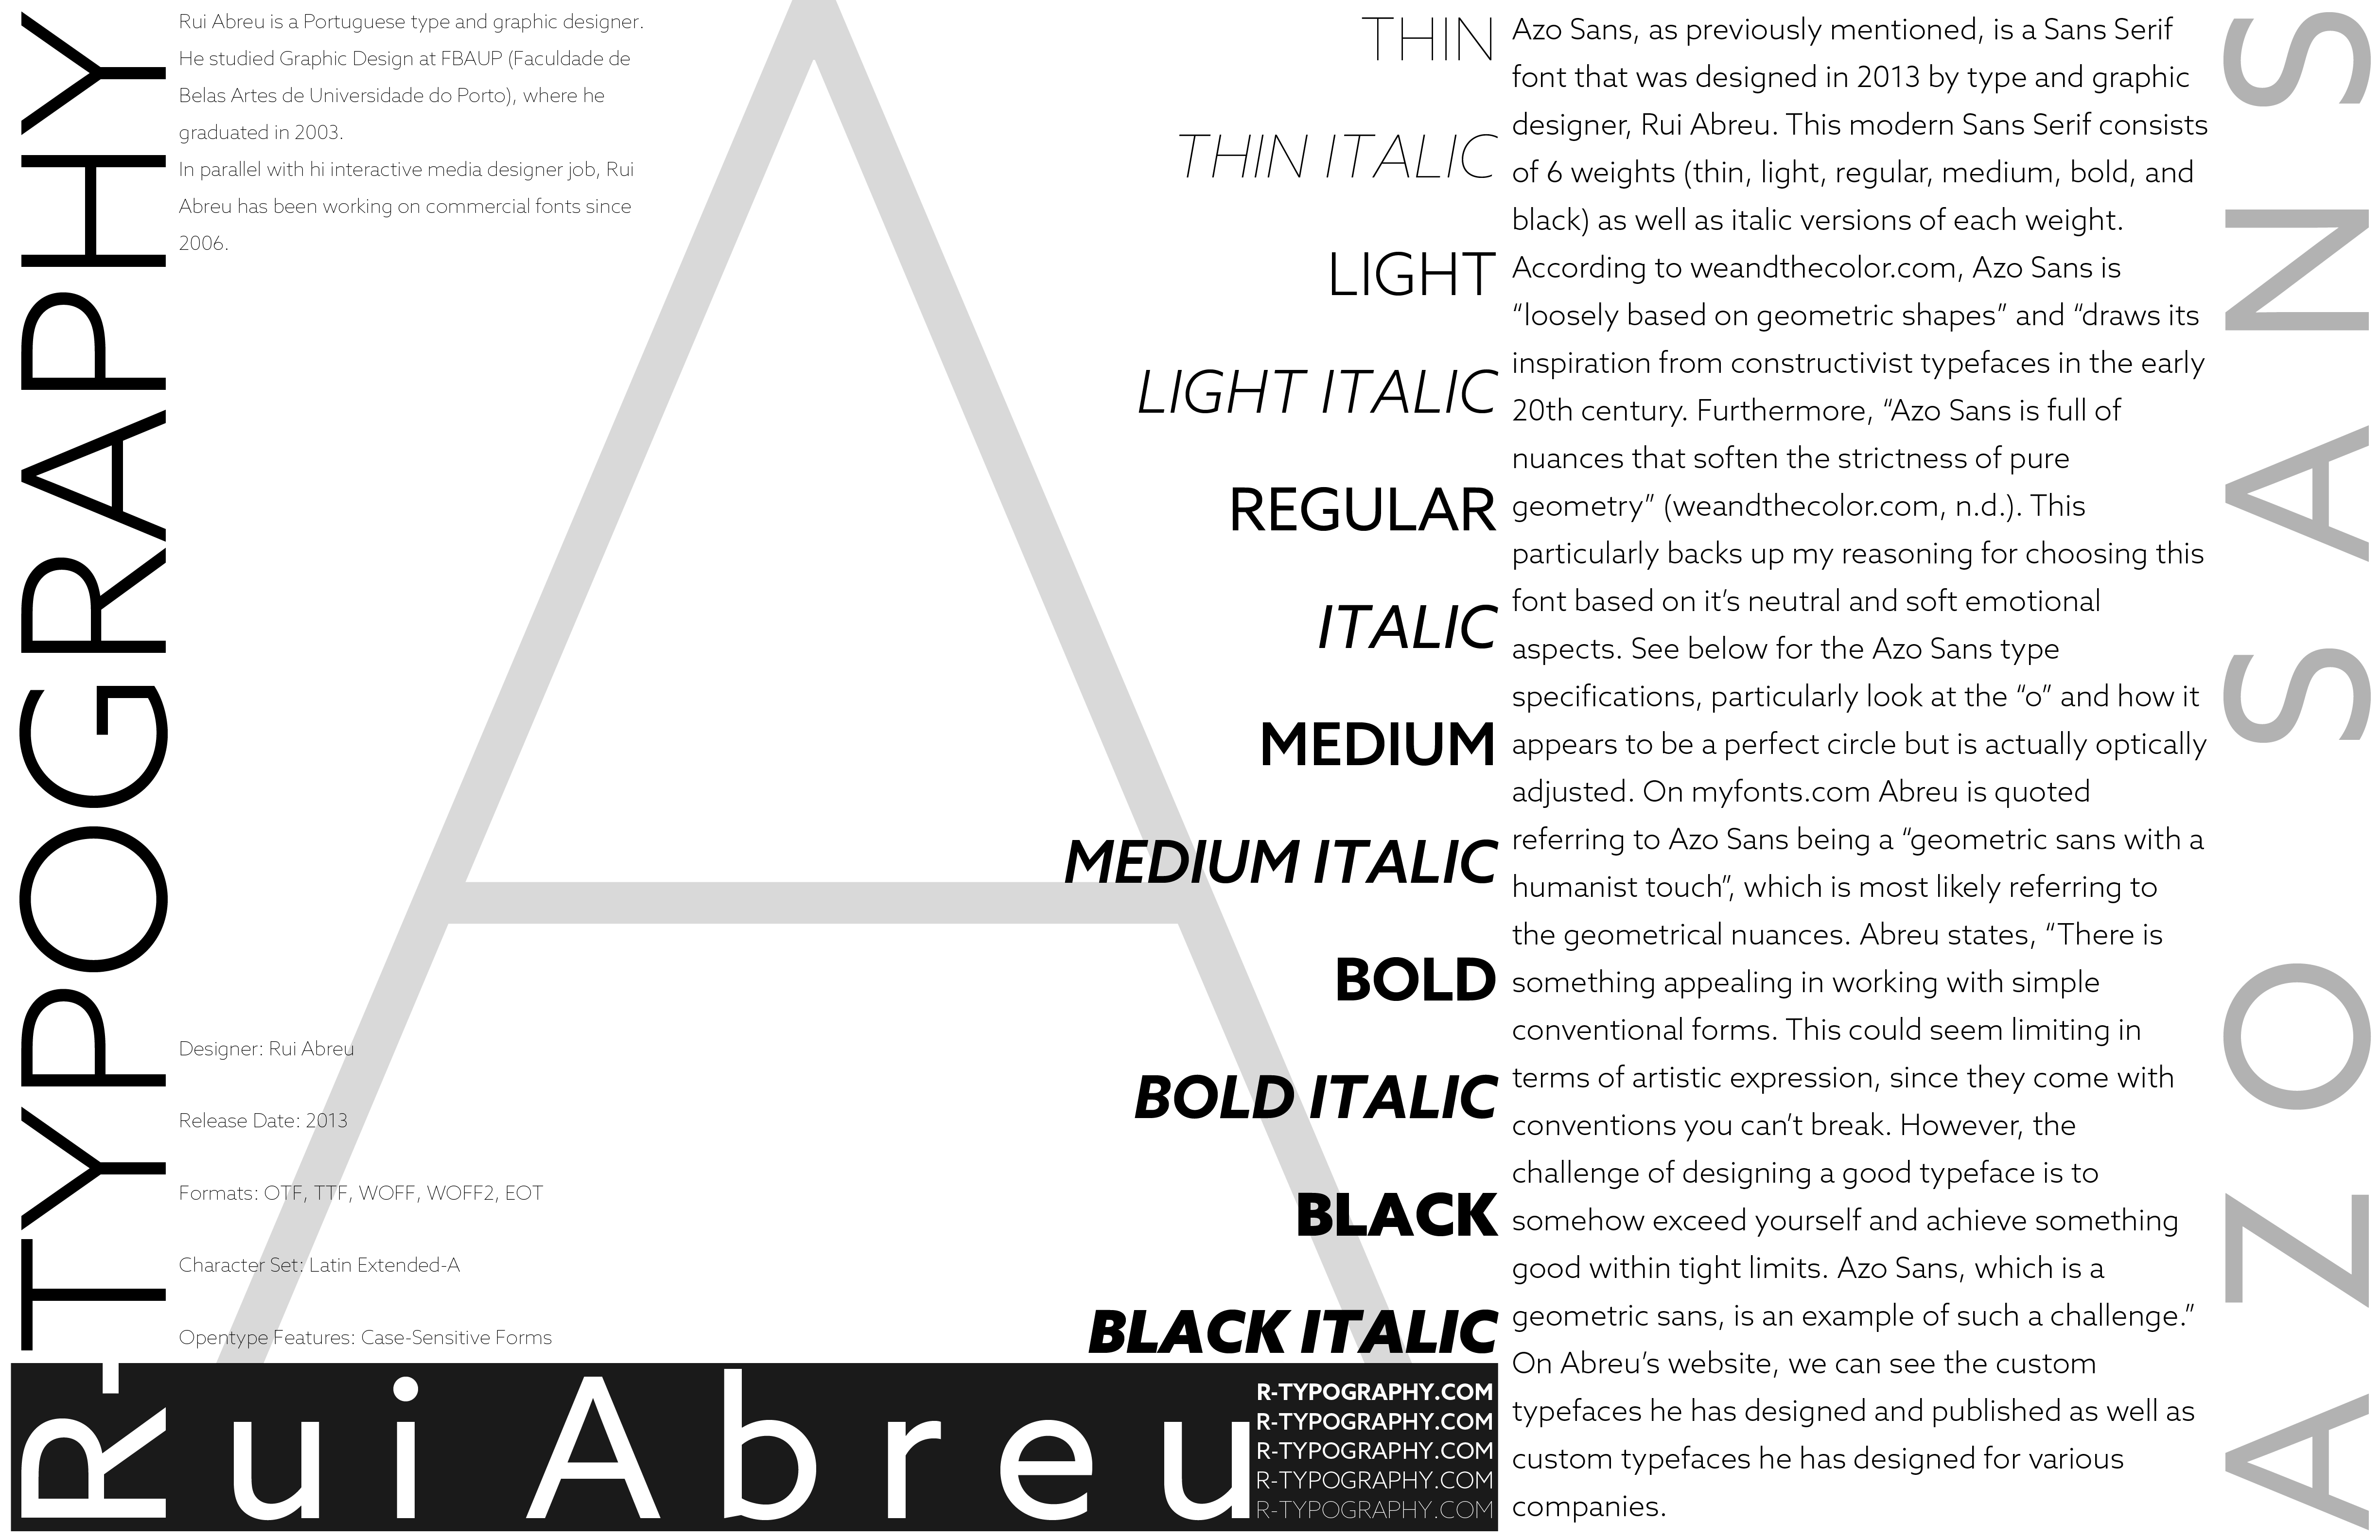 R-TYPOGRAPHY
Rui Abreu is a Portuguese type and graphic designer.
He studied Graphic Design at FBAUP (Faculdade de
Belas Artes de Universidade do Porto), where he
graduated in 2003.
In parallel with hi interactive media designer job, Rui
Abreu has been working on commercial fonts since
2006.
A
Designer: Rui Abreu
Release Date: 2013
Formats: OTF, TTF, WOFF, WOFF2, EOT
Character Set: Latin Extended-A
Opentype Features: Case-Sensitive Forms
THIN
THIN ITALIC
LIGHT
LIGHT ITALIC
REGULAR
ITALIC
MEDIUM
MEDIUM ITALIC
BOLD
BOLD ITALIC
BLACK
BLACK ITALIC
Rui Abreu
R-TYPOGRAPHY.COM
R-TYPOGRAPHY.COM
R-TYPOGRAPHY.COM
R-TYPOGRAPHY.COM
R-TYPOGRAPHY.COM
Azo Sans, as previously mentioned, is a Sans Serif
font that was designed in 2013 by type and graphic
designer, Rui Abreu. This modern Sans Serif consists
of 6 weights (thin, light, regular, medium, bold, and
black) as well as italic versions of each weight.
According to weandthecolor.com, Azo Sans is
“loosely based on geometric shapes” and “draws its
inspiration from constructivist typefaces in the early
20th century. Furthermore, “Azo Sans is full of
nuances that soften the strictness of pure
geometry” (weandthecolor.com, n.d.). This
particularly backs up my reasoning for choosing this
font based on it’s neutral and soft emotional
aspects. See below for the Azo Sans type
specifications, particularly look at the “o” and how it
appears to be a perfect circle but is actually optically
adjusted. On myfonts.com Abreu is quoted
referring to Azo Sans being a “geometric sans with a
humanist touch”, which is most likely referring to
the geometrical nuances. Abreu states, “There is
something appealing in working with simple
conventional forms. This could seem limiting in
terms of artistic expression, since they come with
conventions you can’t break. However, the
challenge of designing a good typeface is to
somehow exceed yourself and achieve something
good within tight limits. Azo Sans, which is a
geometric sans, is an example of such a challenge.”
On Abreu’s website, we can see the custom
typefaces he has designed and published as well as
custom typefaces he has designed for various
companies.
AZO SANS